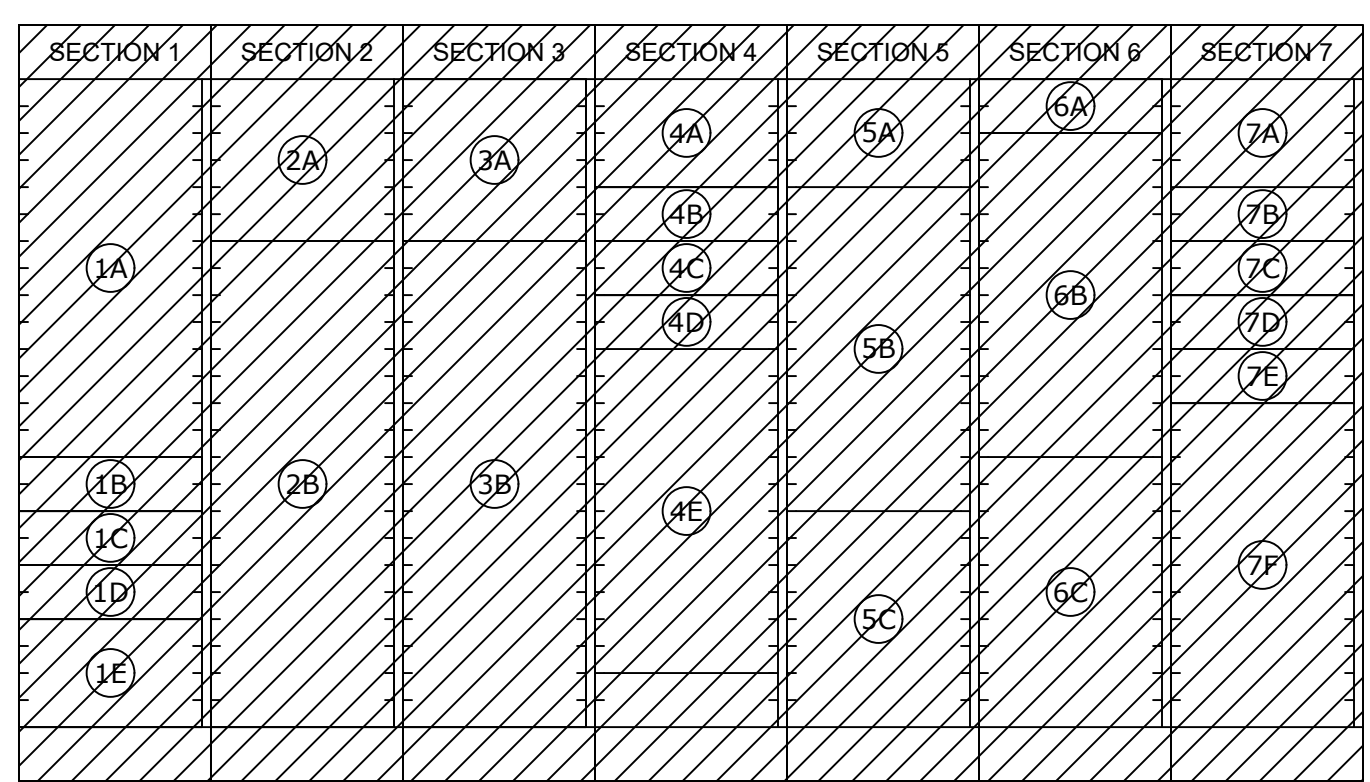 SECTION 1 SECTION 2 SECTION 3 SECTION 4 SECTION 5 SECTION 6 SECTION 7
1A
1B
1C
1D
1E
2A
2B
3A
3B
4A
4B
4C
4D
4E
5A
5B
5C
6A
6B
6C
7A
7B
7C
7D
7E
7F